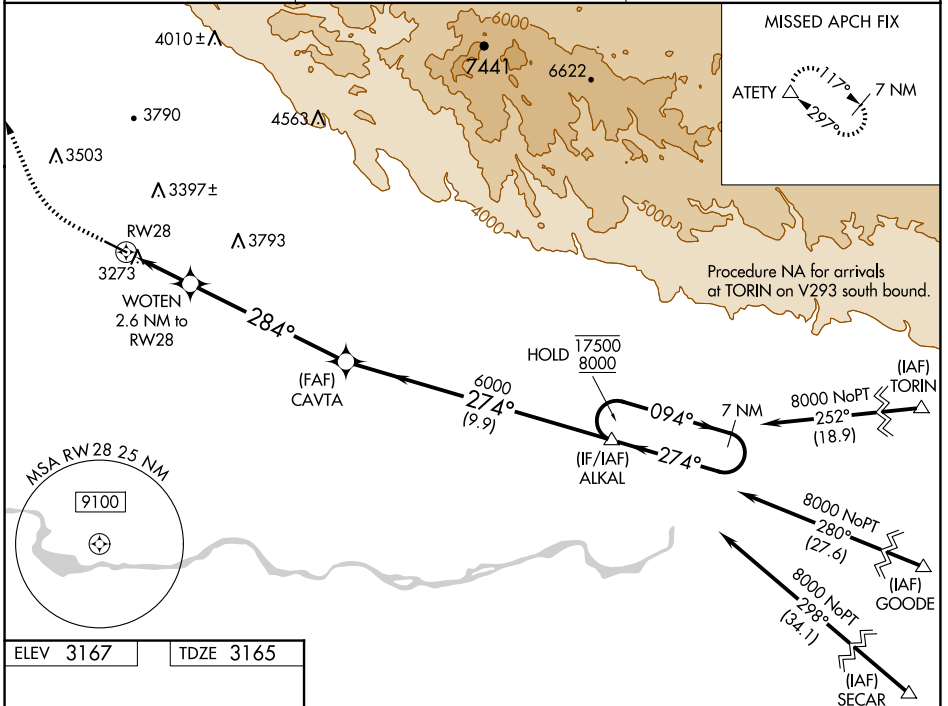 MISSED APCH FIX
ATETY
117°
297°
7 NM
6000
4010 ±
7441
6622
3790
4563
3503
3397 ±
4000
5000
RW28
3793
3273
WOTEN
2.6 NM to
RW28
Procedure NA for arrivals
at TORIN on V293 south bound.
284°
HOLD 17500
8000
(FAF)
CAVTA
6000
274°
(9.9)
094°
7 NM
274°
(IF/IAF)
ALKAL
(IAF)
TORIN
8000 NoPT
252°
(18.9)
MSA RW 28 25 NM
9100
8000 NoPT
280°
(27.6)
(IAF)
GOODE
8000 NoPT
298°
(34.1)
(IAF)
SECAR
ELEV 3167
TDZE 3165